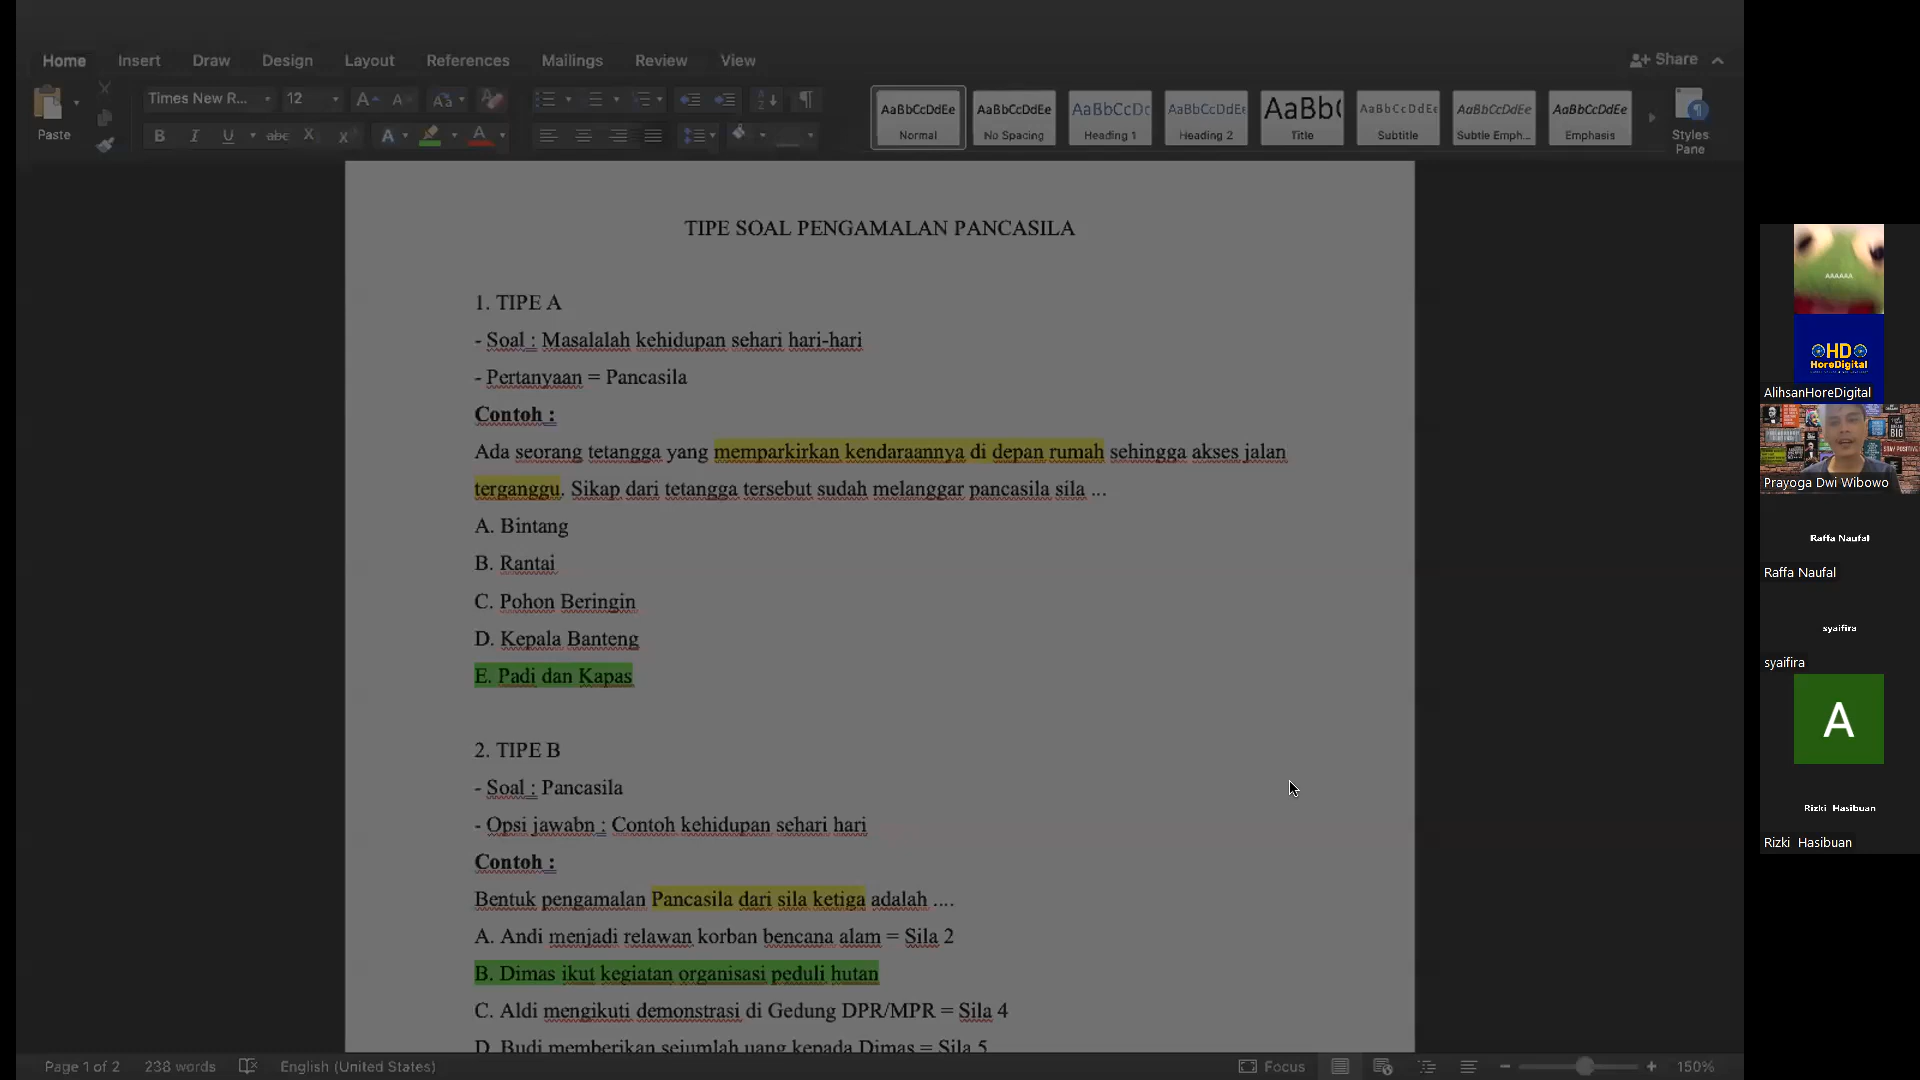 Home Insert Draw Design Layout References Mailings Review View
Share
Paste
Times New R... 12
AaBbCcDdEe AaBbCcDdEe AaBbCcDc AaBbCcDdEe AaBb( AaBbCcDdEe AaBbCcDdEe AaBbCcDdEe
Normal No Spacing Heading 1 Heading 2 Title Subtitle Subtle Emph... Emphasis
Styles
Pane
TIPE SOAL PENGAMALAN PANCASILA
1. TIPE A
- Soal : Masalalah kehidupan sehari hari-hari
- Pertanyaan = Pancasila
Contoh :
Ada seorang tetangga yang memparkirkan kendaraannya di depan rumah sehingga akses jalan
terganggu. Sikap dari tetangga tersebut sudah melanggar pancasila sila ...
A. Bintang
B. Rantai
C. Pohon Beringin
D. Kepala Banteng
E. Padi dan Kapas
2. TIPE B
- Soal : Pancasila
- Opsi jawabn : Contoh kehidupan sehari hari
Contoh :
Bentuk pengamalan Pancasila dari sila ketiga adalah ....
A. Andi menjadi relawan korban bencana alam = Sila 2
B. Dimas ikut kegiatan organisasi peduli hutan
C. Aldi mengikuti demonstrasi di Gedung DPR/MPR = Sila 4
D. Budi memberikan sejumlah uang kepada Dimas = Sila 5
Page 1 of 2 238 words English (United States) Focus 150%
AAAAAA
HD
HoreDigital
AlihsanHoreDigital
Prayoga Dwi Wibowo
Raffa Naufal
Raffa Naufal
syaifira
syaifira
A
Rizki Hasibuan
Rizki Hasibuan